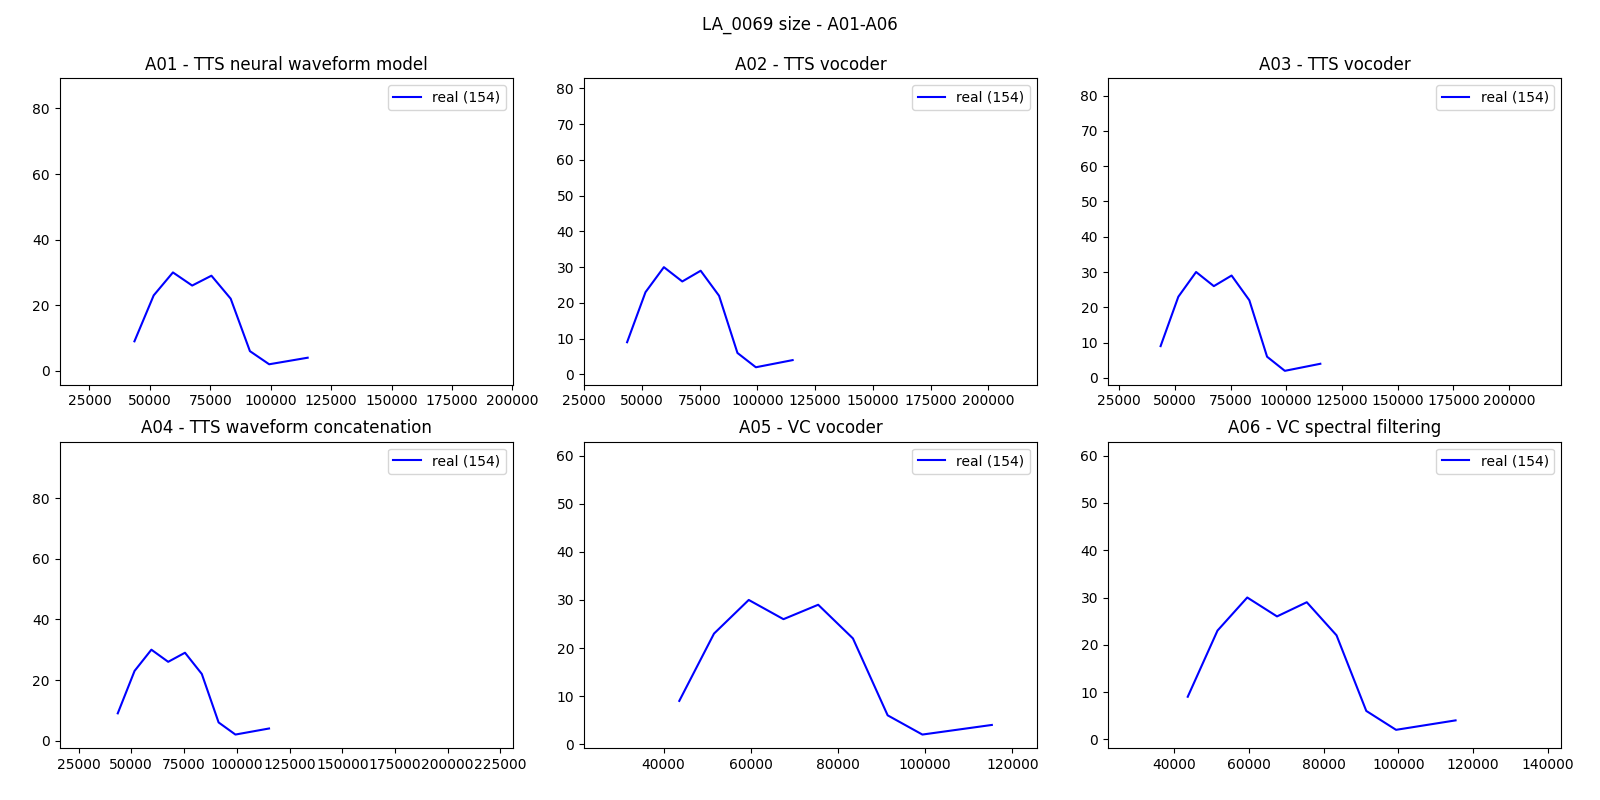 LA_0069 size - A01-A06
A01 - TTS neural waveform model
real (154)
80
60
40
20
0
25000 50000 75000 100000 125000 150000 175000 200000
A02 - TTS vocoder
real (154)
80
70
60
50
40
30
20
10
0
25000 50000 75000 100000 125000 150000 175000 200000
A03 - TTS vocoder
real (154)
80
70
60
50
40
30
20
10
0
25000 50000 75000 100000 125000 150000 175000 200000
A04 - TTS waveform concatenation
real (154)
80
60
40
20
0
25000 50000 75000 100000 125000 150000 175000 200000 225000
A05 - VC vocoder
real (154)
60
50
40
30
20
10
0
40000 60000 80000 100000 120000
A06 - VC spectral filtering
real (154)
60
50
40
30
20
10
0
40000 60000 80000 100000 120000 140000